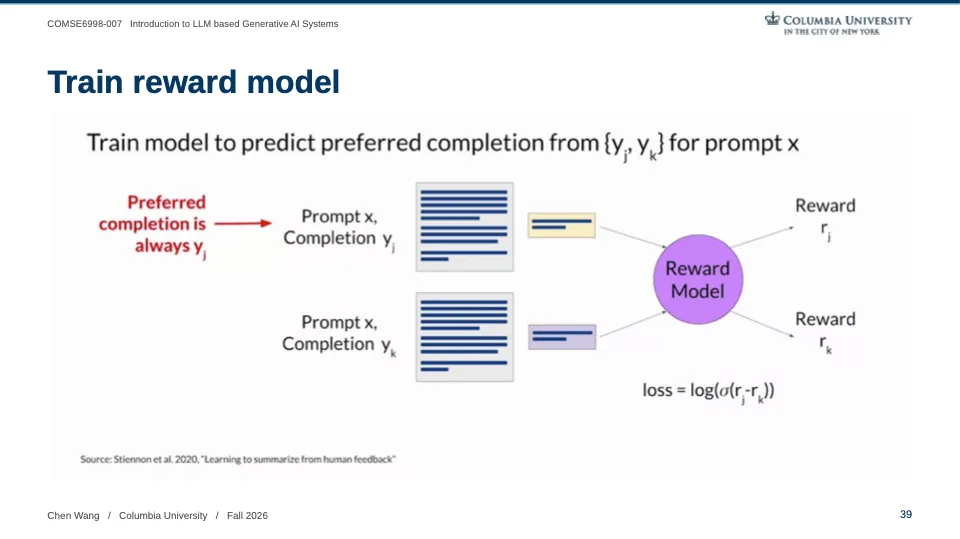 COMSE6998-007 Introduction to LLM based Generative AI Systems
COLUMBIA UNIVERSITY
IN THE CITY OF NEW YORK
Train reward model
Train model to predict preferred completion from {yj, yk} for prompt x
Preferred
completion is
always yj
Prompt x,
Completion yj
Reward
rj
Reward
Model
Prompt x,
Completion yk
Reward
rk
loss = log(σ(rj-rk))
Source: Stiennon et al. 2020, "Learning to summarize from human feedback"
Chen Wang / Columbia University / Fall 2026
39